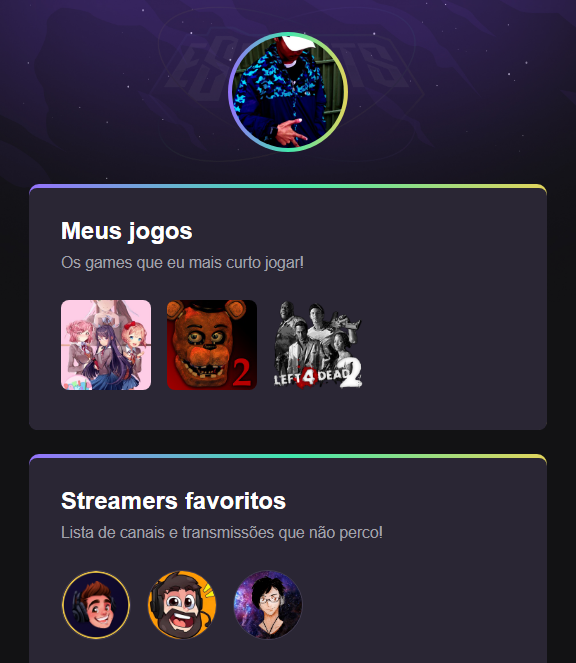 ESPORTS
Meus jogos
Os games que eu mais curto jogar!
2
LEFT 4 DEAD 2
Streamers favoritos
Lista de canais e transmissões que não perco!